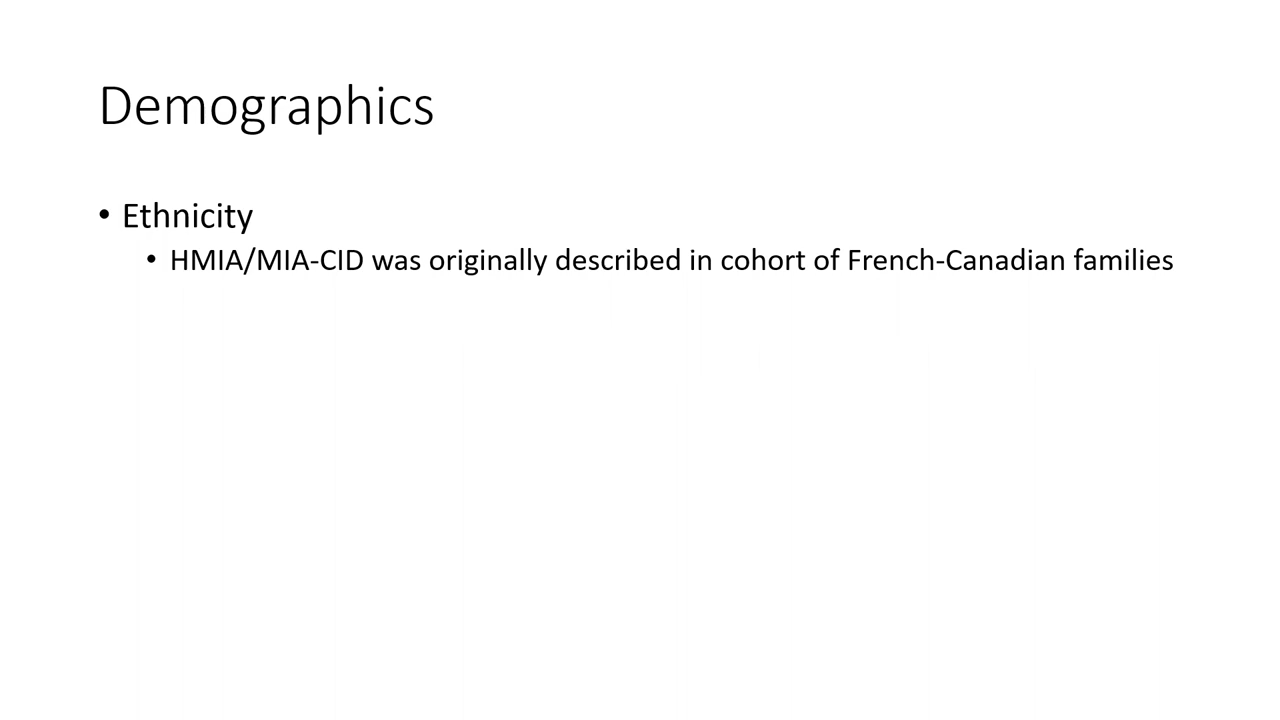 Demographics
• Ethnicity
• HMIA/MIA-CID was originally described in cohort of French-Canadian families